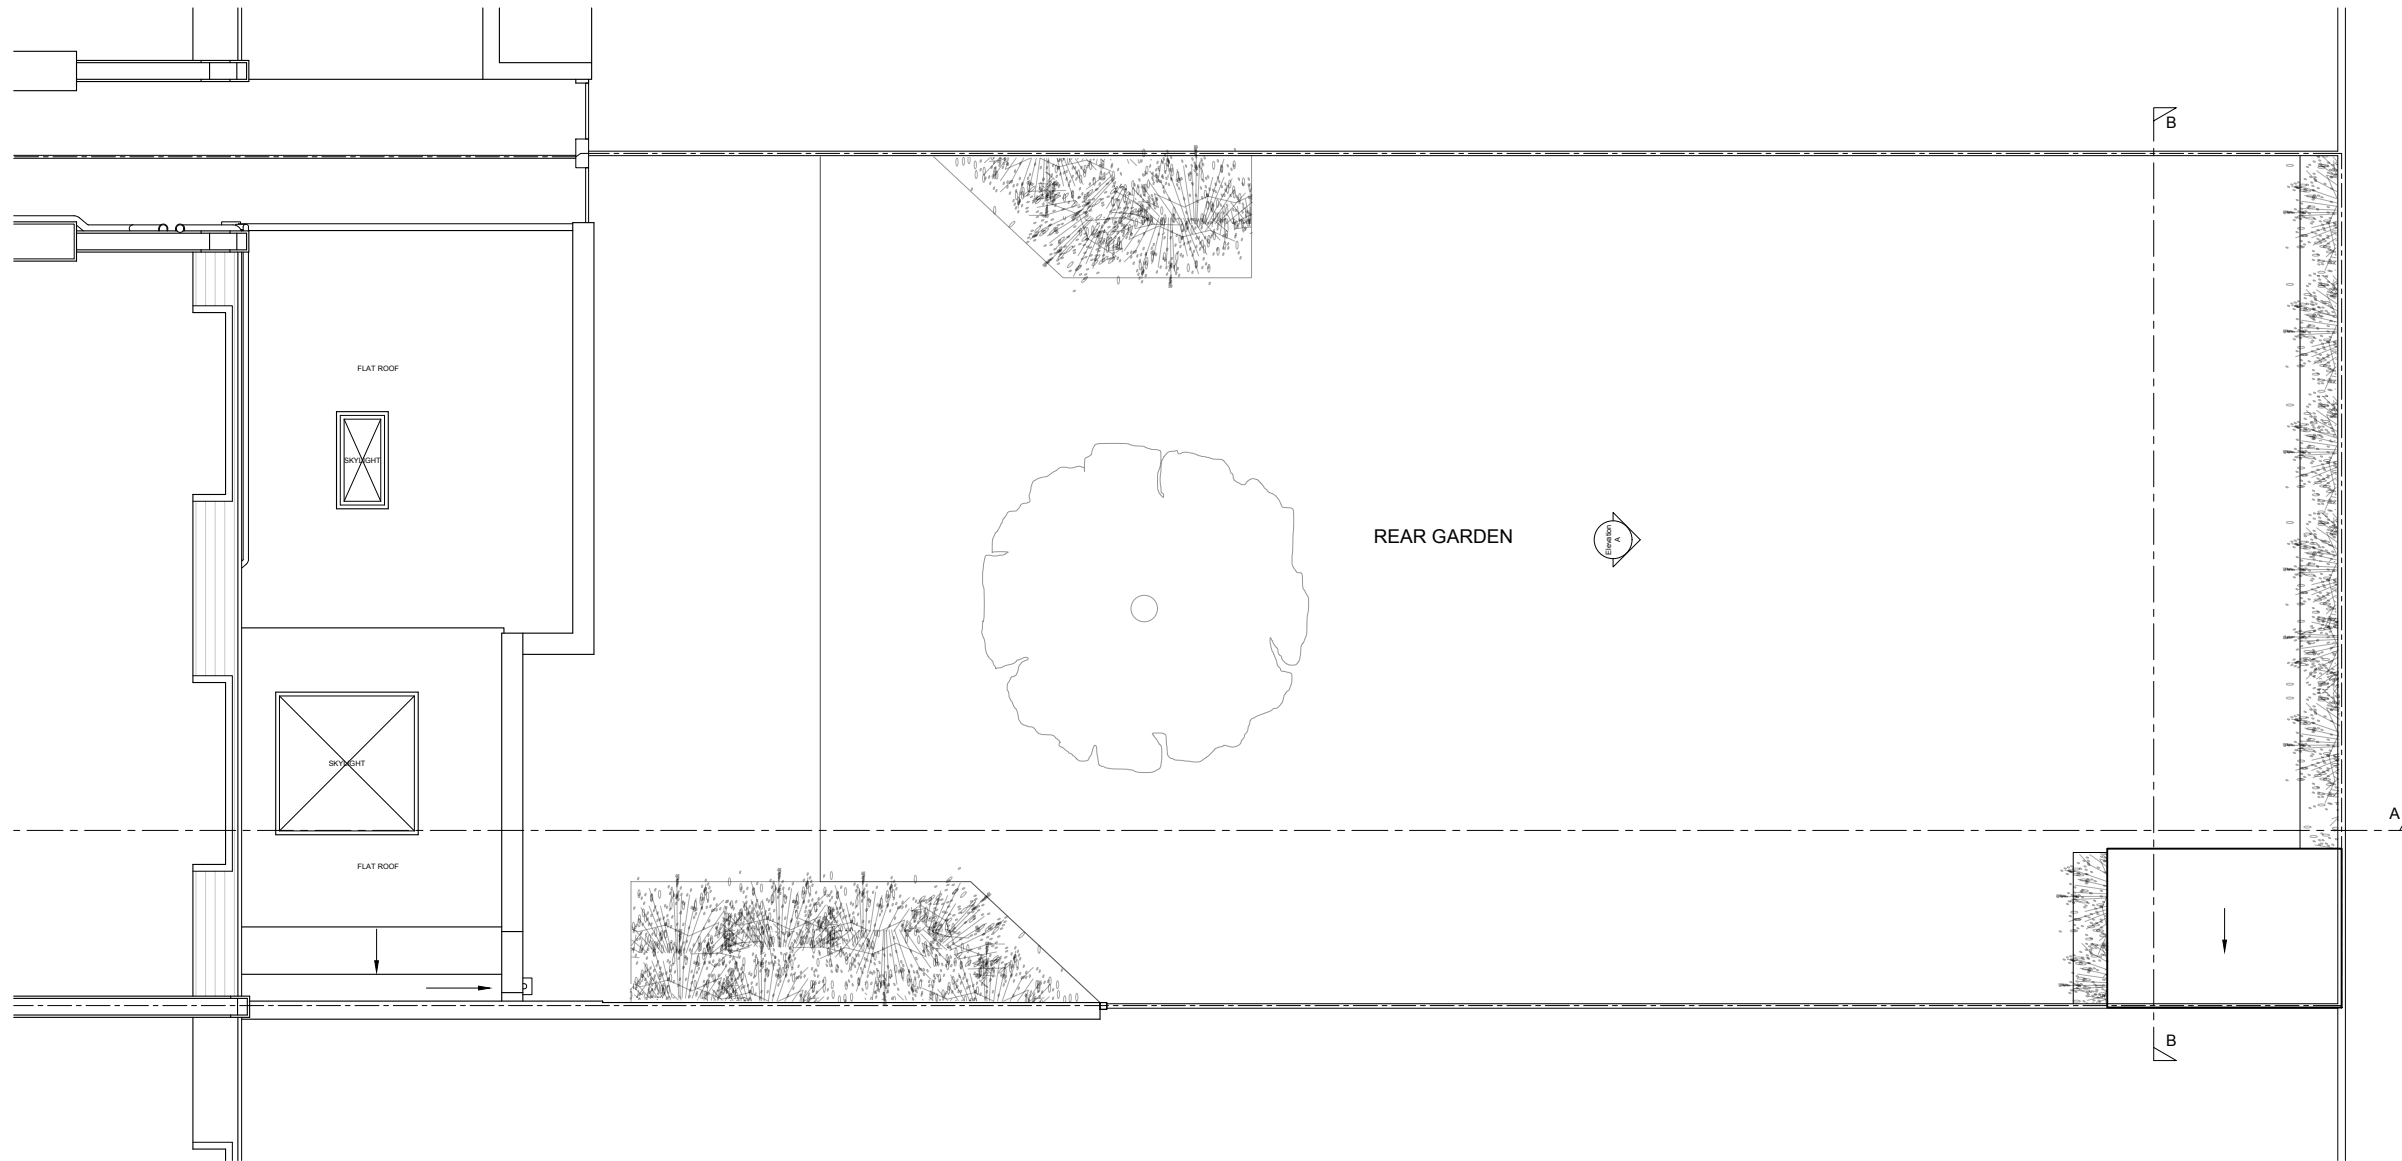 B
FLAT ROOF
SKYLIGHT
REAR GARDEN
Elevation
A
SKYLIGHT
A
FLAT ROOF
B